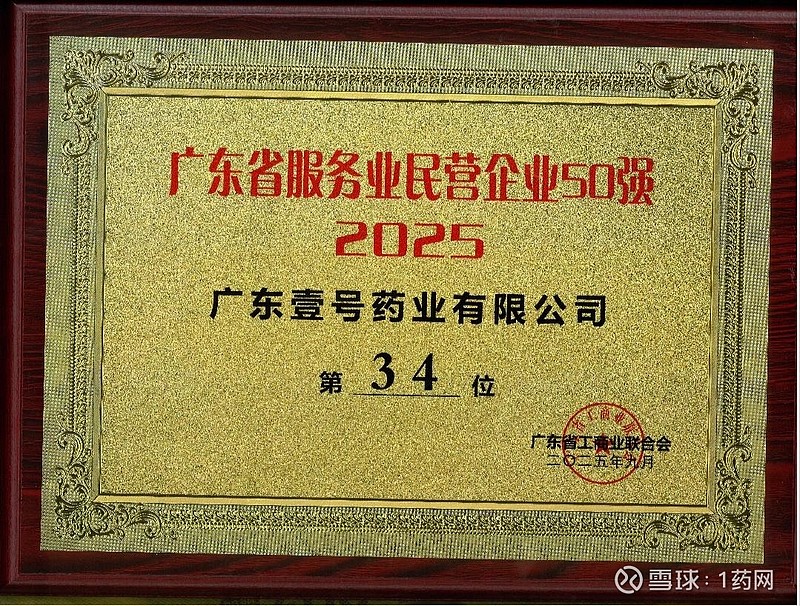 广东省服务业民营企业50强
2025
广东壹号药业有限公司
第 34 位
广东省工商业联合会
二〇二五年九月
雪球：1药网